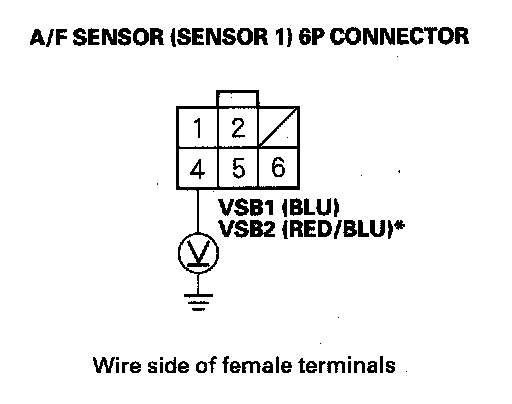 A/F SENSOR (SENSOR 1) 6P CONNECTOR
1 2
4 5 6
VSB1 (BLU)
VSB2 (RED/BLU)*
V
Wire side of female terminals